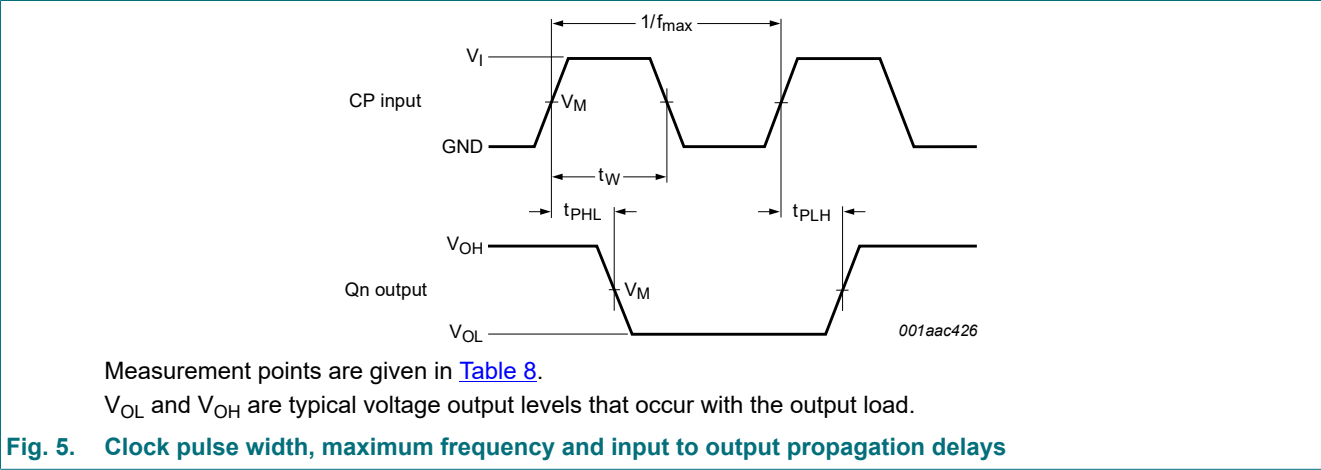 1/fmax
VI
CP input
VM
GND
tW
tPHL
tPLH
VOH
Qn output
VM
VOL
001aac426
Measurement points are given in Table 8.
VOL and VOH are typical voltage output levels that occur with the output load.
Fig. 5. Clock pulse width, maximum frequency and input to output propagation delays